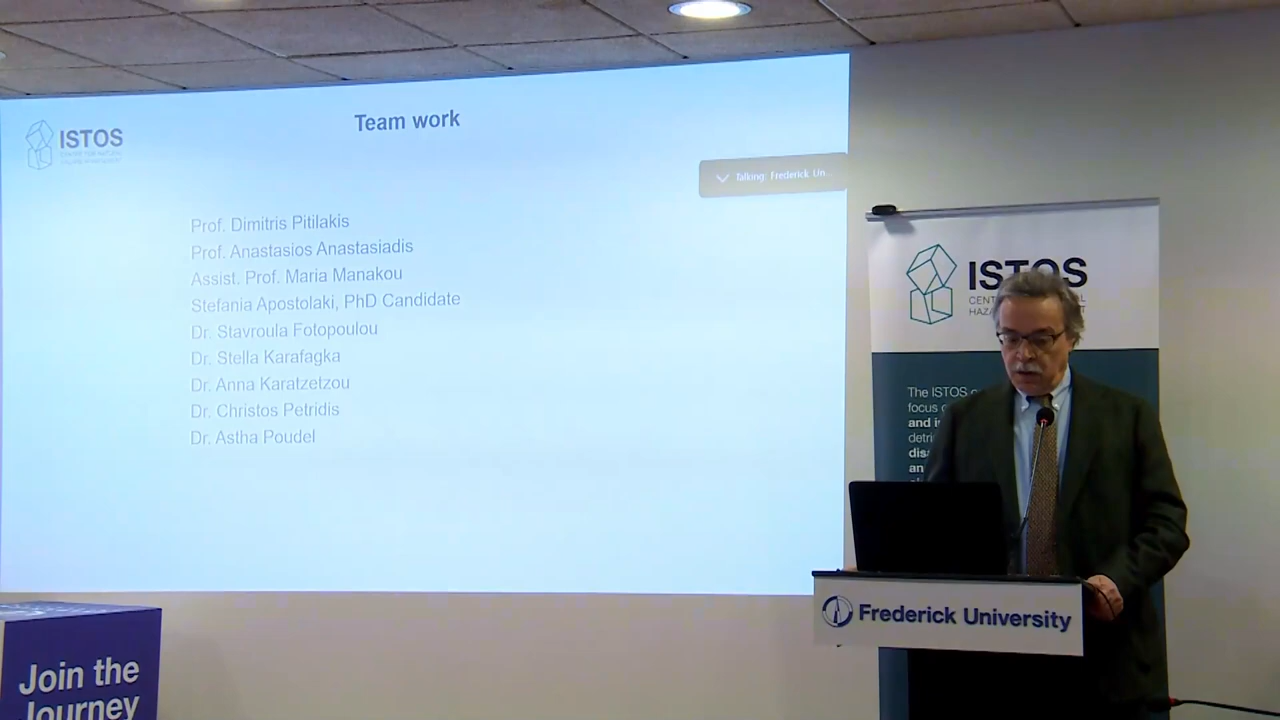 Team work
ISTOS
Talking: Frederick Un...
Prof. Dimitris Pitilakis
Prof. Anastasios Anastasiadis
Assist. Prof. Maria Manakou
Stefania Apostolaki, PhD Candidate
Dr. Stavroula Fotopoulou
Dr. Stella Karafagka
Dr. Anna Karatzetzou
Dr. Christos Petridis
Dr. Astha Poudel
ISTOS
The ISTOS
focus
Frederick University
Join the
Journey